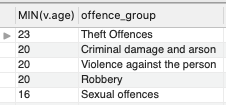 MIN(v.age) offence_group
23 Theft Offences
20 Criminal damage and arson
20 Violence against the person
20 Robbery
16 Sexual offences